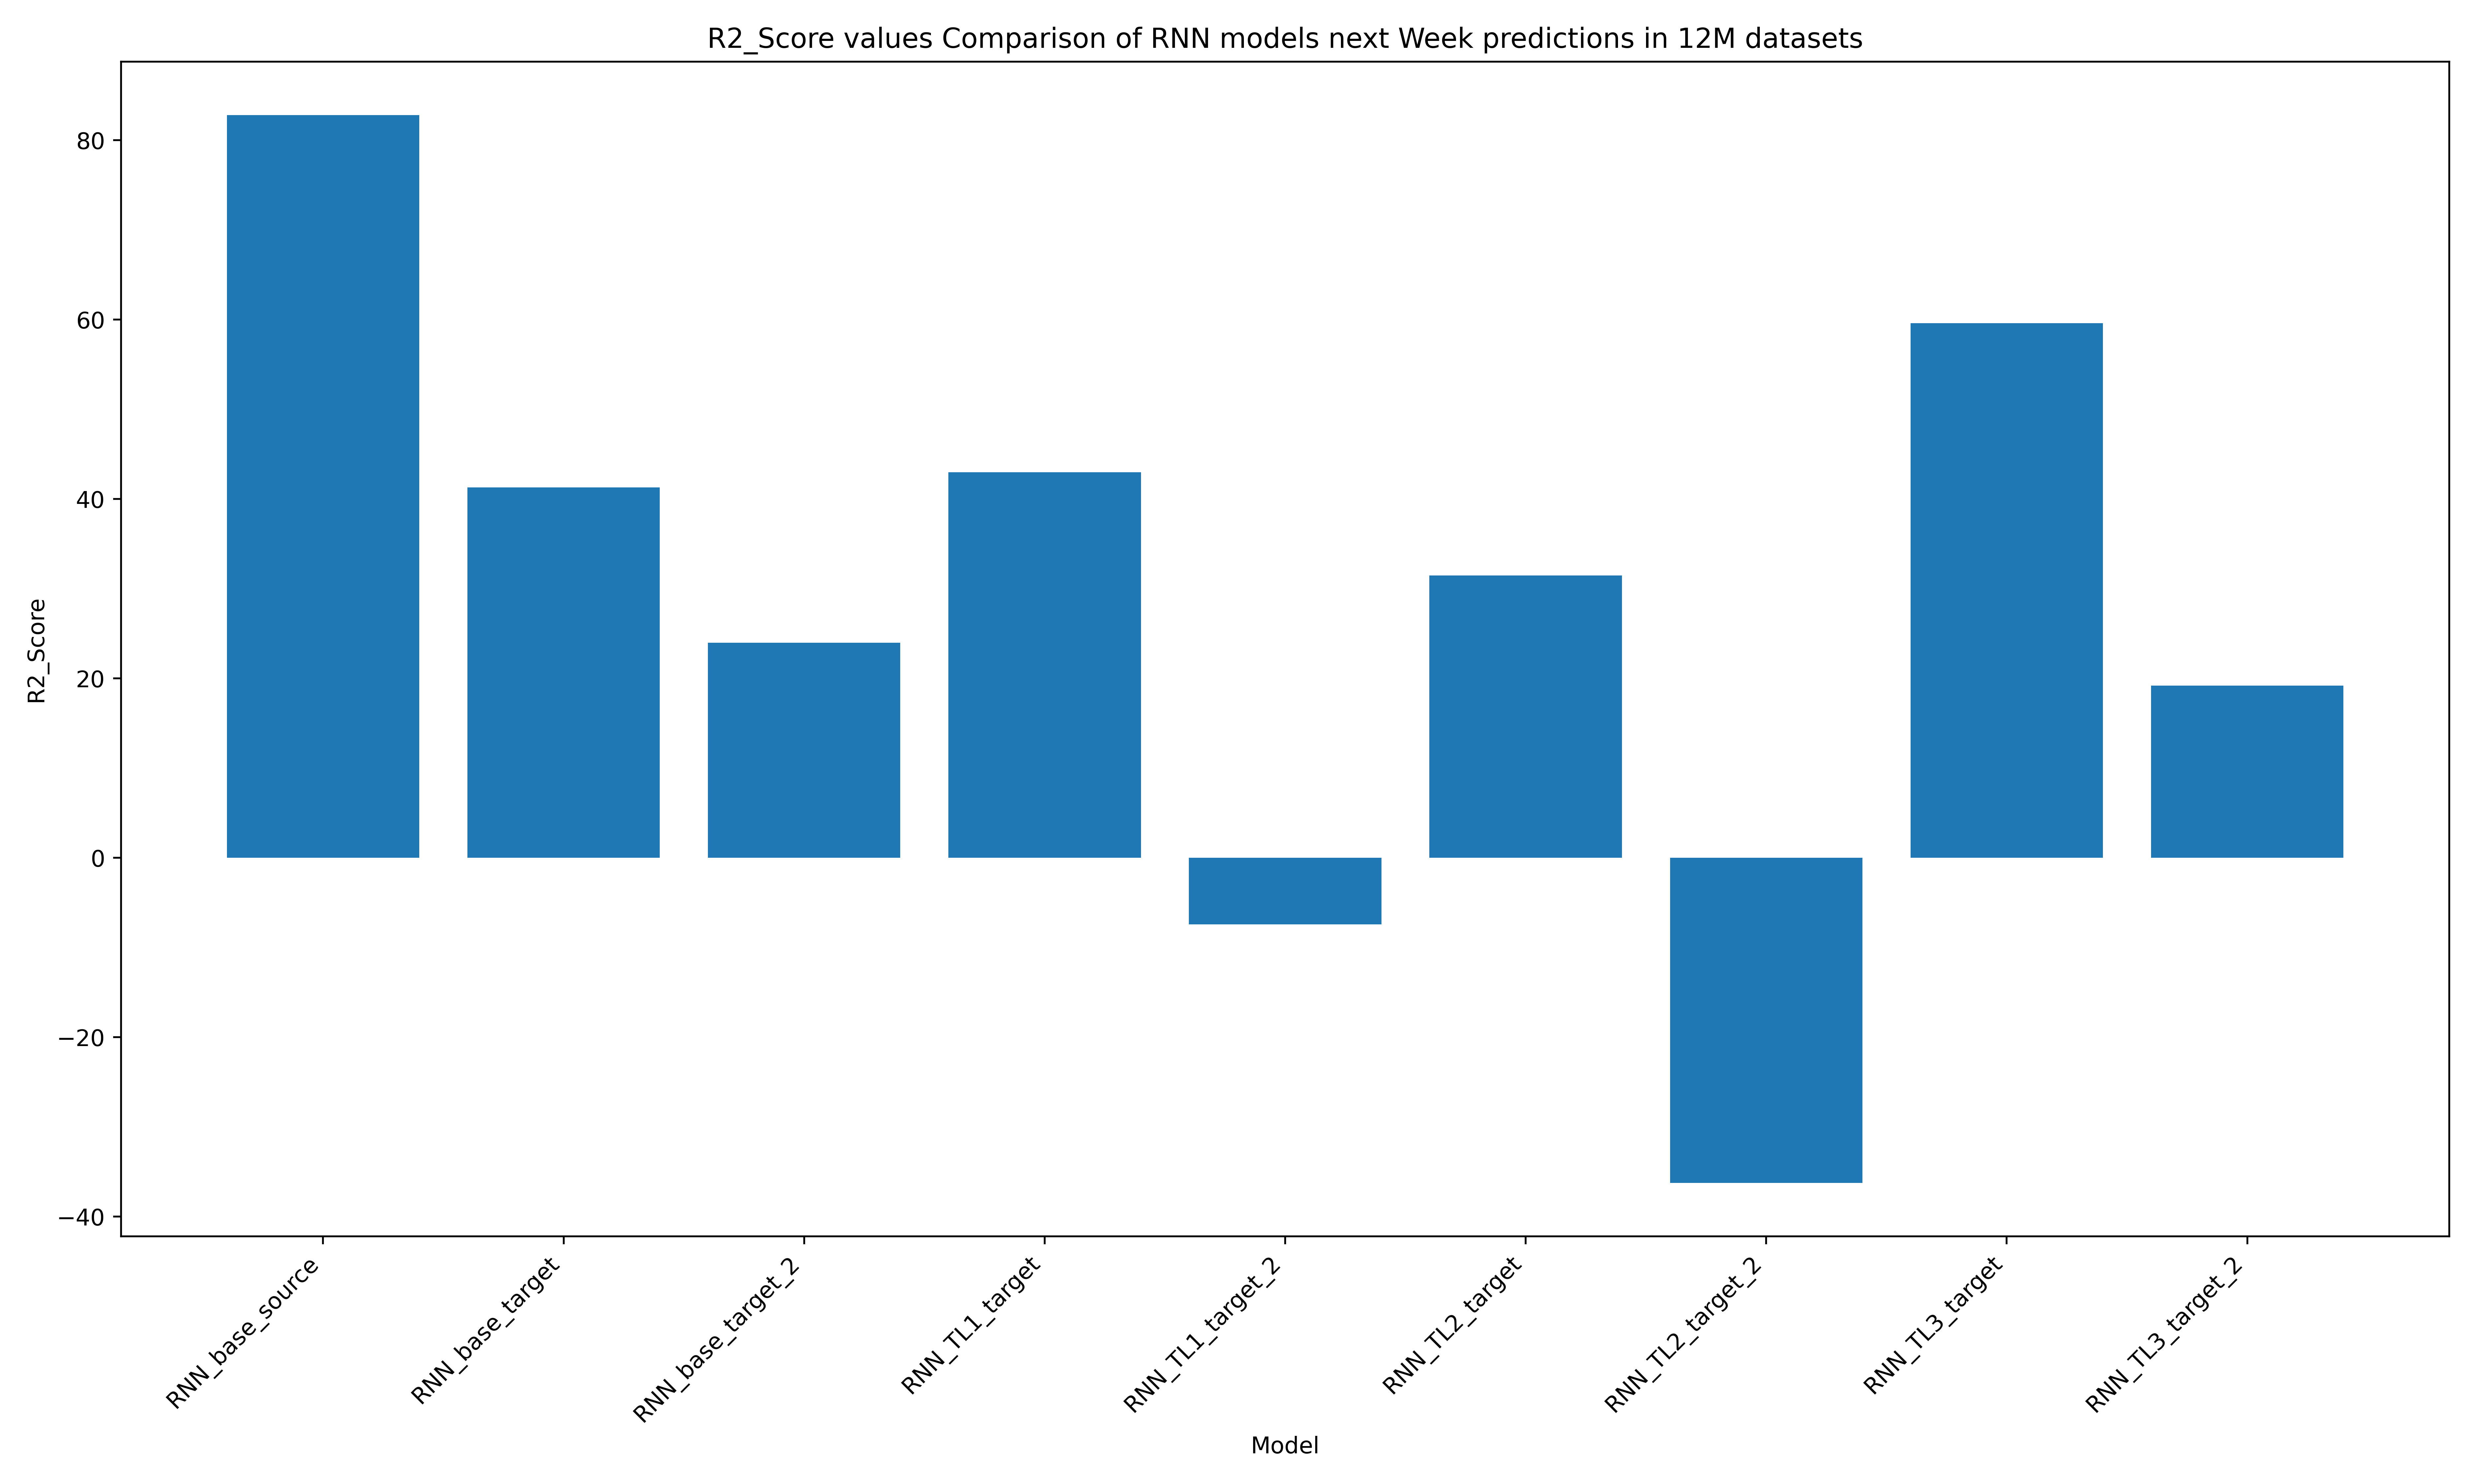 R2_Score values Comparison of RNN models next Week predictions in 12M datasets
R2_Score
80
60
40
20
0
−20
−40
RNN_base_source
RNN_base_target
RNN_base_target_2
RNN_TL1_target
RNN_TL1_target_2
RNN_TL2_target
RNN_TL2_target_2
RNN_TL3_target
RNN_TL3_target_2
Model